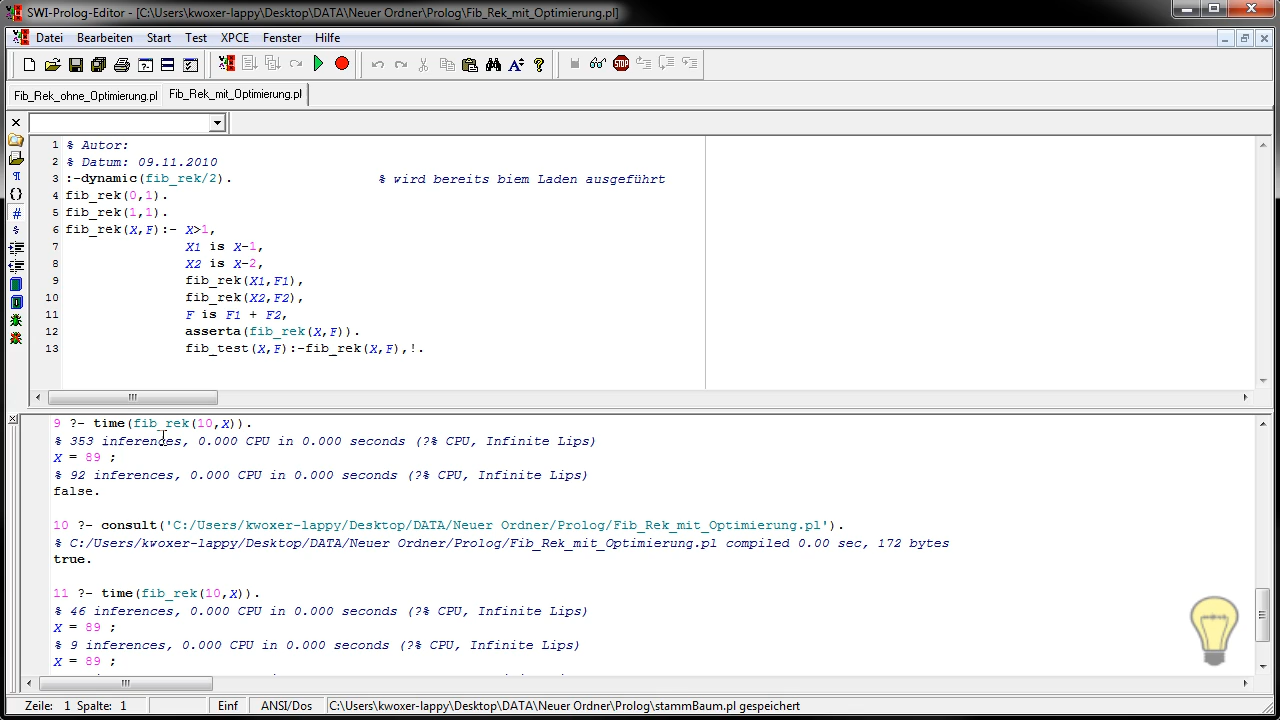 SWI-Prolog-Editor - [C:\Users\kwoxer-lappy\Desktop\DATA\Neuer Ordner\Prolog\Fib_Rek_mit_Optimierung.pl]
Datei Bearbeiten Start Test XPCE Fenster Hilfe
Fib_Rek_ohne_Optimierung.pl Fib_Rek_mit_Optimierung.pl
1 % Autor:
2 % Datum: 09.11.2010
3 :-dynamic(fib_rek/2). % wird bereits biem Laden ausgeführt
4 fib_rek(0,1).
5 fib_rek(1,1).
6 fib_rek(X,F):- X>1,
7 X1 is X-1,
8 X2 is X-2,
9 fib_rek(X1,F1),
10 fib_rek(X2,F2),
11 F is F1 + F2,
12 asserta(fib_rek(X,F)).
13 fib_test(X,F):-fib_rek(X,F),!.
9 ?- time(fib_rek(10,X)).
% 353 inferences, 0.000 CPU in 0.000 seconds (?% CPU, Infinite Lips)
X = 89 ;
% 92 inferences, 0.000 CPU in 0.000 seconds (?% CPU, Infinite Lips)
false.
10 ?- consult('C:/Users/kwoxer-lappy/Desktop/DATA/Neuer Ordner/Prolog/Fib_Rek_mit_Optimierung.pl').
% C:/Users/kwoxer-lappy/Desktop/DATA/Neuer Ordner/Prolog/Fib_Rek_mit_Optimierung.pl compiled 0.00 sec, 172 bytes
true.
11 ?- time(fib_rek(10,X)).
% 46 inferences, 0.000 CPU in 0.000 seconds (?% CPU, Infinite Lips)
X = 89 ;
% 9 inferences, 0.000 CPU in 0.000 seconds (?% CPU, Infinite Lips)
X = 89 ;
Zeile: 1 Spalte: 1 Einf ANSI/Dos C:\Users\kwoxer-lappy\Desktop\DATA\Neuer Ordner\Prolog\stammBaum.pl gespeichert